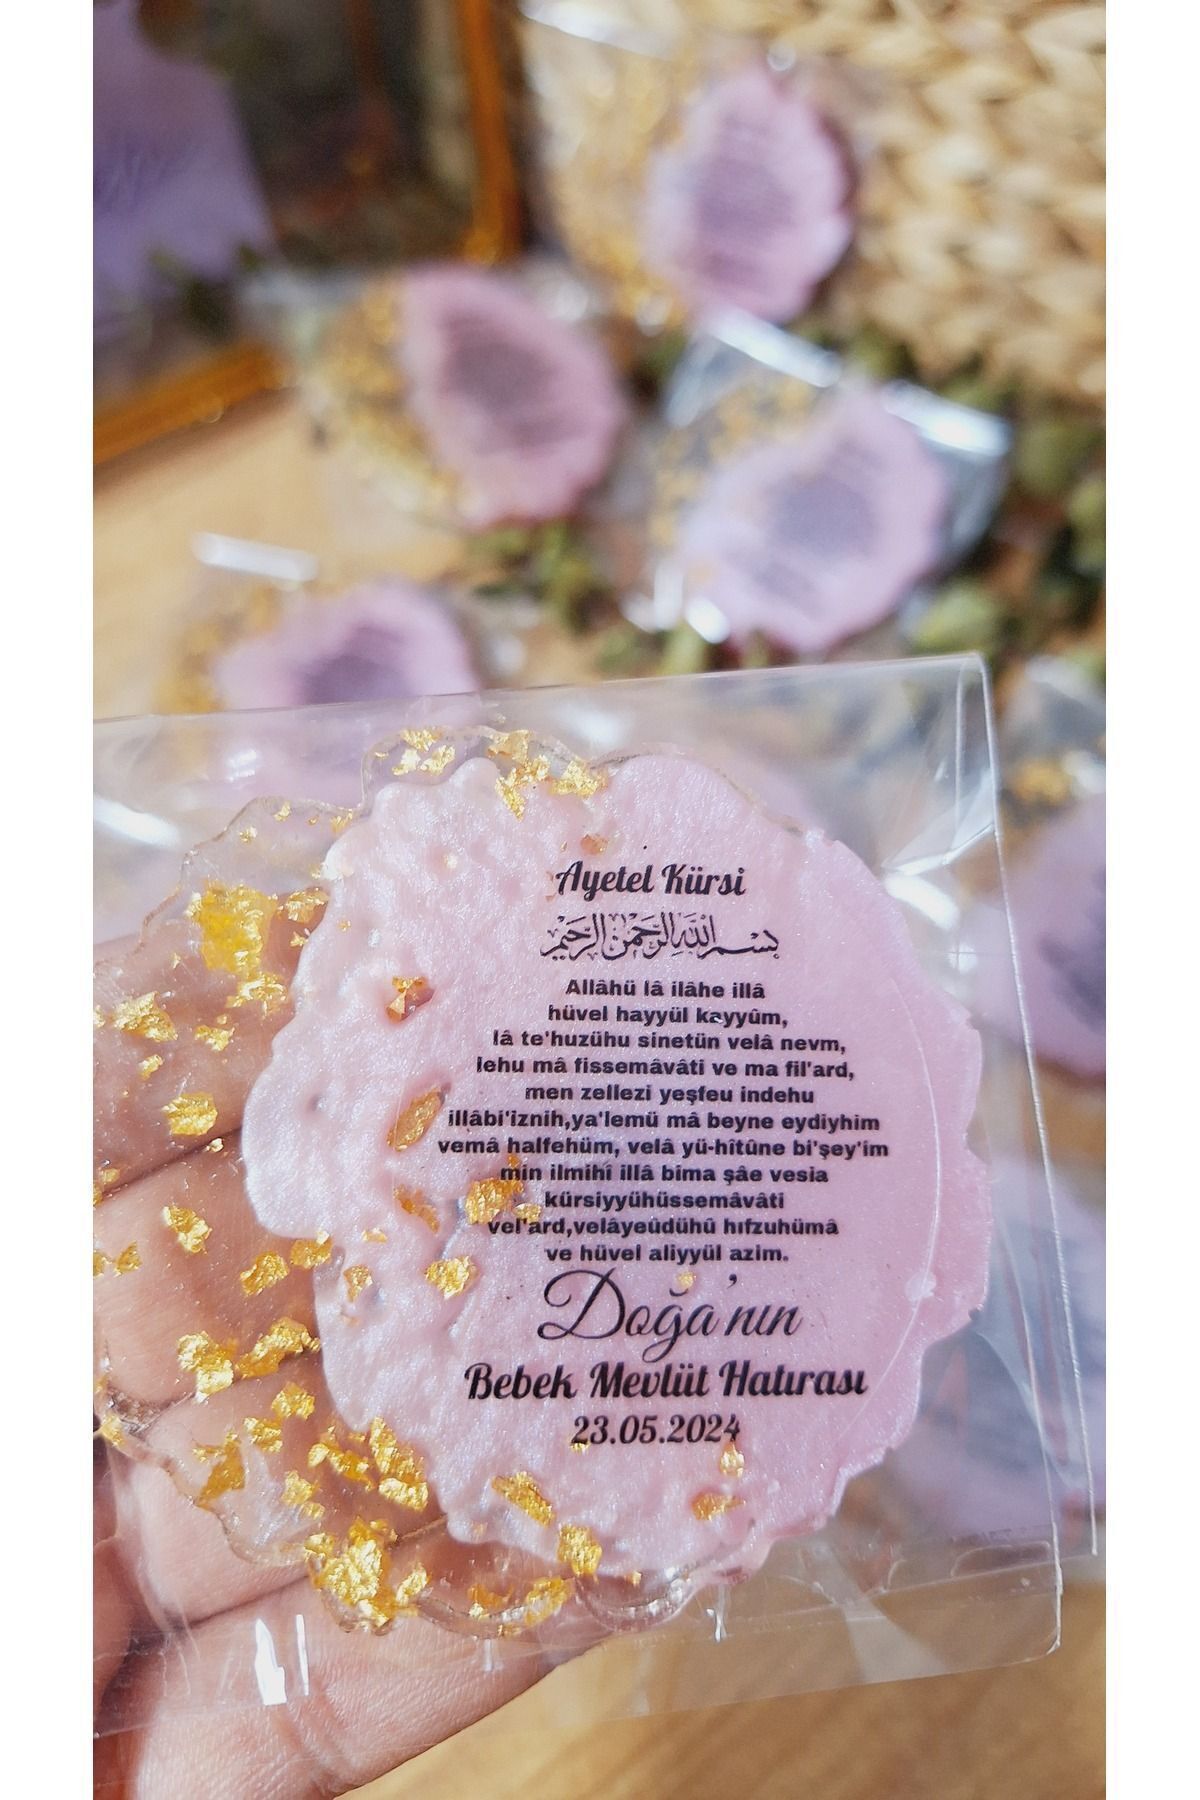 Ayetel Kürsi
بسم الله الرحمن الرحيم
Allâhü lâ ilâhe illâ
hüvel hayyül kayyûm,
lâ te'huzühu sinetün velâ nevm,
lehu mâ fissemâvâti ve ma fil'ard,
men zellezi yeşfeu indehu
illâbi'iznih,ya'lemü mâ beyne eydiyhim
vemâ halfehüm, velâ yü-hîtûne bi'şey'im
min ilmihî illâ bima şâe vesia
kürsiyyühüssemâvâti
vel'ard,velâyeûdühû hıfzuhümâ
ve hüvel aliyyül azim.
Doğa'nın
Bebek Mevlüt Hatırası
23.05.2024